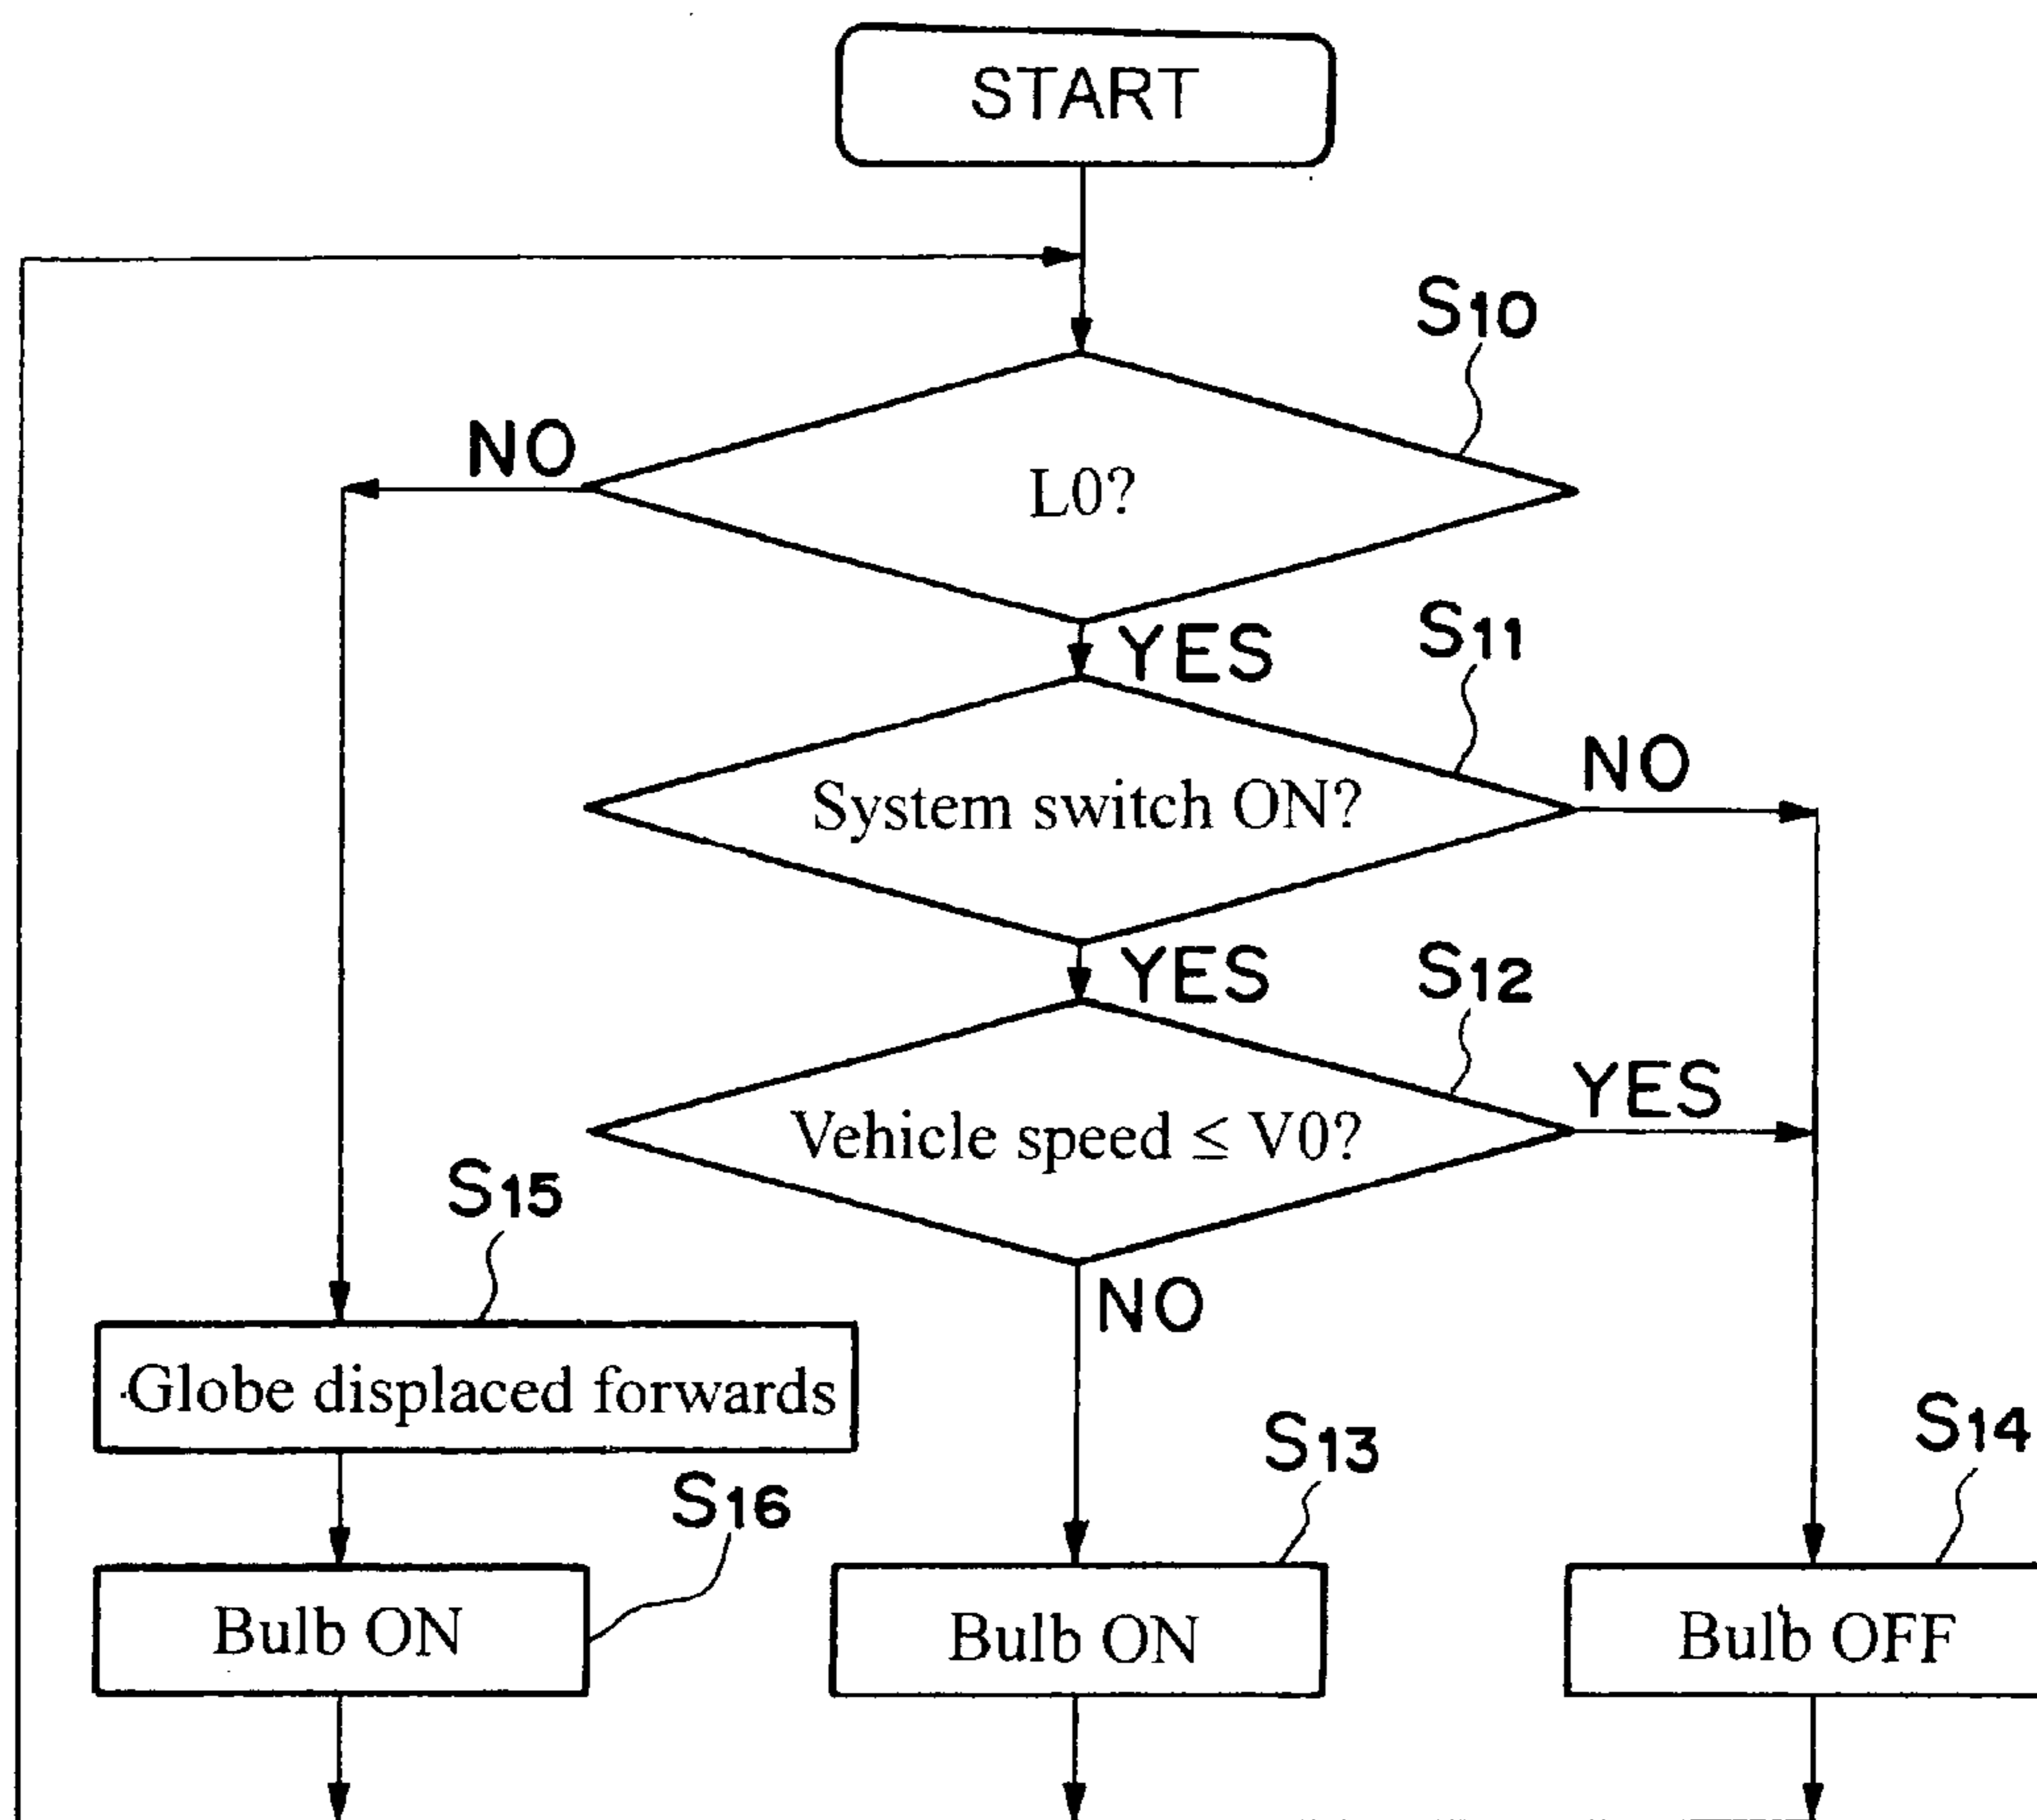 START
S10
NO
L0?
YES
S11
System switch ON?
NO
YES
S12
Vehicle speed ≤ V0?
YES
NO
S15
Globe displaced forwards
S16
Bulb ON
S13
Bulb ON
S14
Bulb OFF